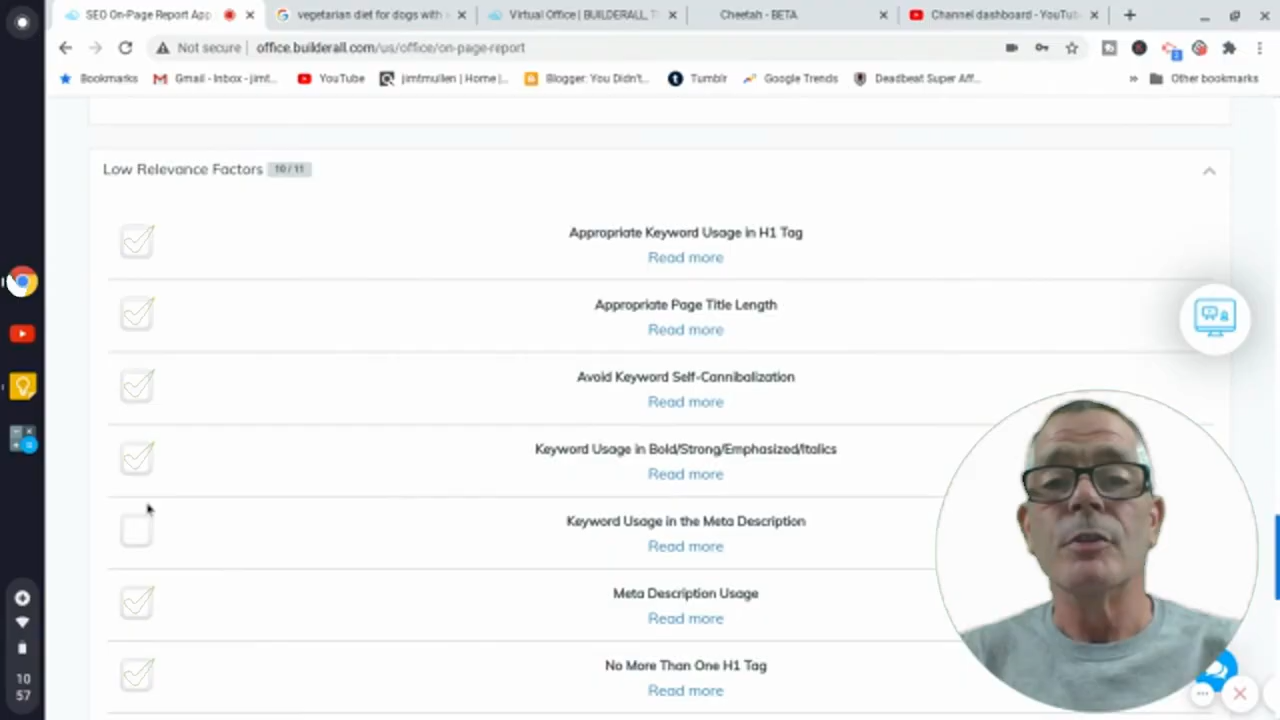 SEO On-Page Report App
vegetarian diet for dogs with
Virtual Office | BUILDERALL, T
Cheetah - BETA
Channel dashboard - YouTub
Not secure
office.builderall.com/us/office/on-page-report
Bookmarks
Gmail - Inbox - jimt...
YouTube
jimtmullen | Home |...
Blogger: You Didn't...
Tumblr
Google Trends
Deadbeat Super Aff...
»
Other bookmarks
Low Relevance Factors 10 / 11
Appropriate Keyword Usage in H1 Tag
Read more
Appropriate Page Title Length
Read more
Avoid Keyword Self-Cannibalization
Read more
Keyword Usage in Bold/Strong/Emphasized/Italics
Read more
Keyword Usage in the Meta Description
Read more
Meta Description Usage
Read more
No More Than One H1 Tag
Read more
10
57